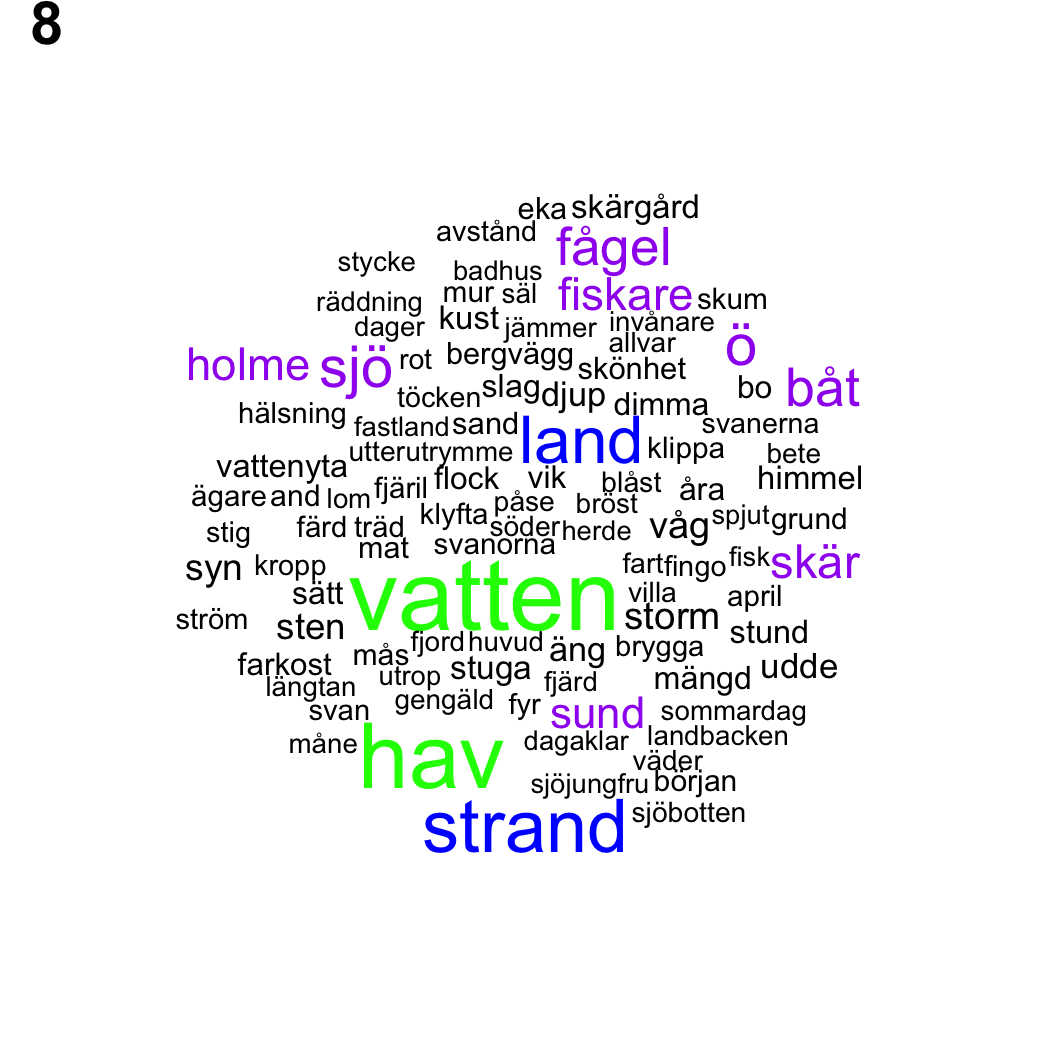 8
eka skärgård
avstånd fågel
stycke badhus
räddning mur säl fiskare skum
dager kust jämmer invånare
allvar ö
holme sjö rot bergvägg skönhet
töcken slag djup dimma bo båt
hälsning fastland sand land klippa svanerna
vattenyta utterutrymme bete
flock vik blåst åra himmel
ägare and lom fjäril påse bröst
stig färd träd klyfta söder herde våg spjut grund
mat svanorna
syn kropp fart fingo fisk skär
sätt vatten villa april
ström sten storm stund
fjord huvud äng brygga
farkost mås utrop stuga fjärd mängd udde
längtan gengäld fyr
svan sund sommardag
måne hav dagaklar landbacken
väder
sjöjungfru början
strand sjöbotten